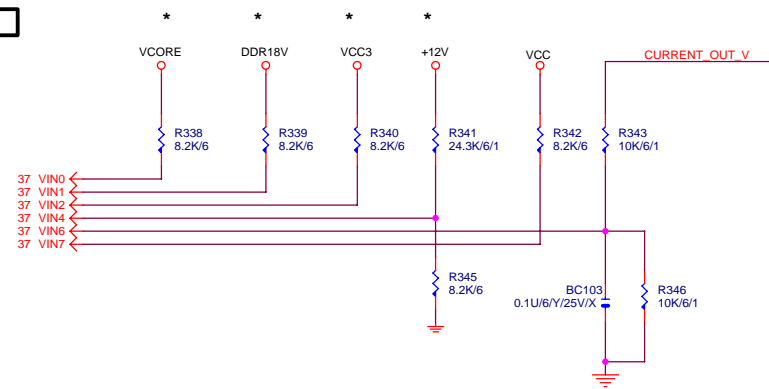 * * * *
VCORE DDR18V VCC3 +12V VCC CURRENT_OUT_V
R338 R339 R340 R341 R342 R343
8.2K/6 8.2K/6 8.2K/6 24.3K/6/1 8.2K/6 10K/6/1
37 VIN0
37 VIN1
37 VIN2
37 VIN4
37 VIN6
37 VIN7
R345
8.2K/6
BC103 R346
0.1U/6/Y/25V/X 10K/6/1